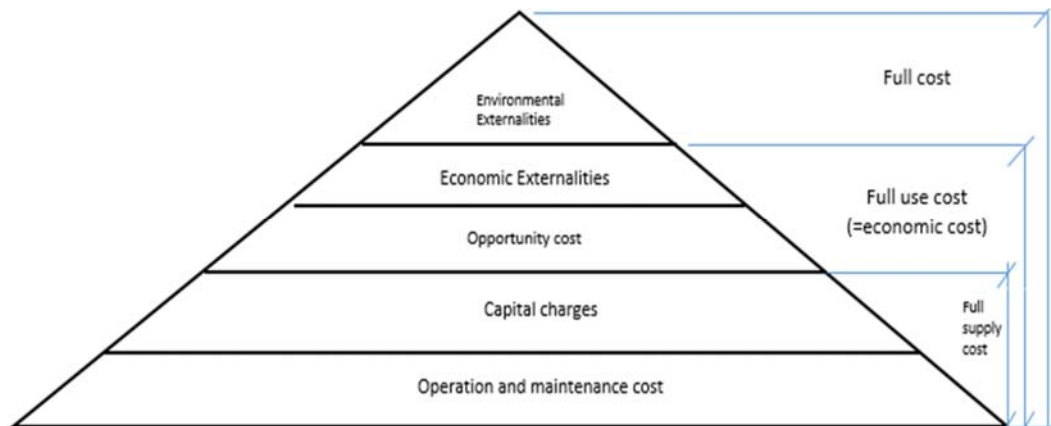 Full cost
Environmental
Externalities
Economic Externalities
Full use cost
(=economic cost)
Opportunity cost
Capital charges
Full
supply
cost
Operation and maintenance cost